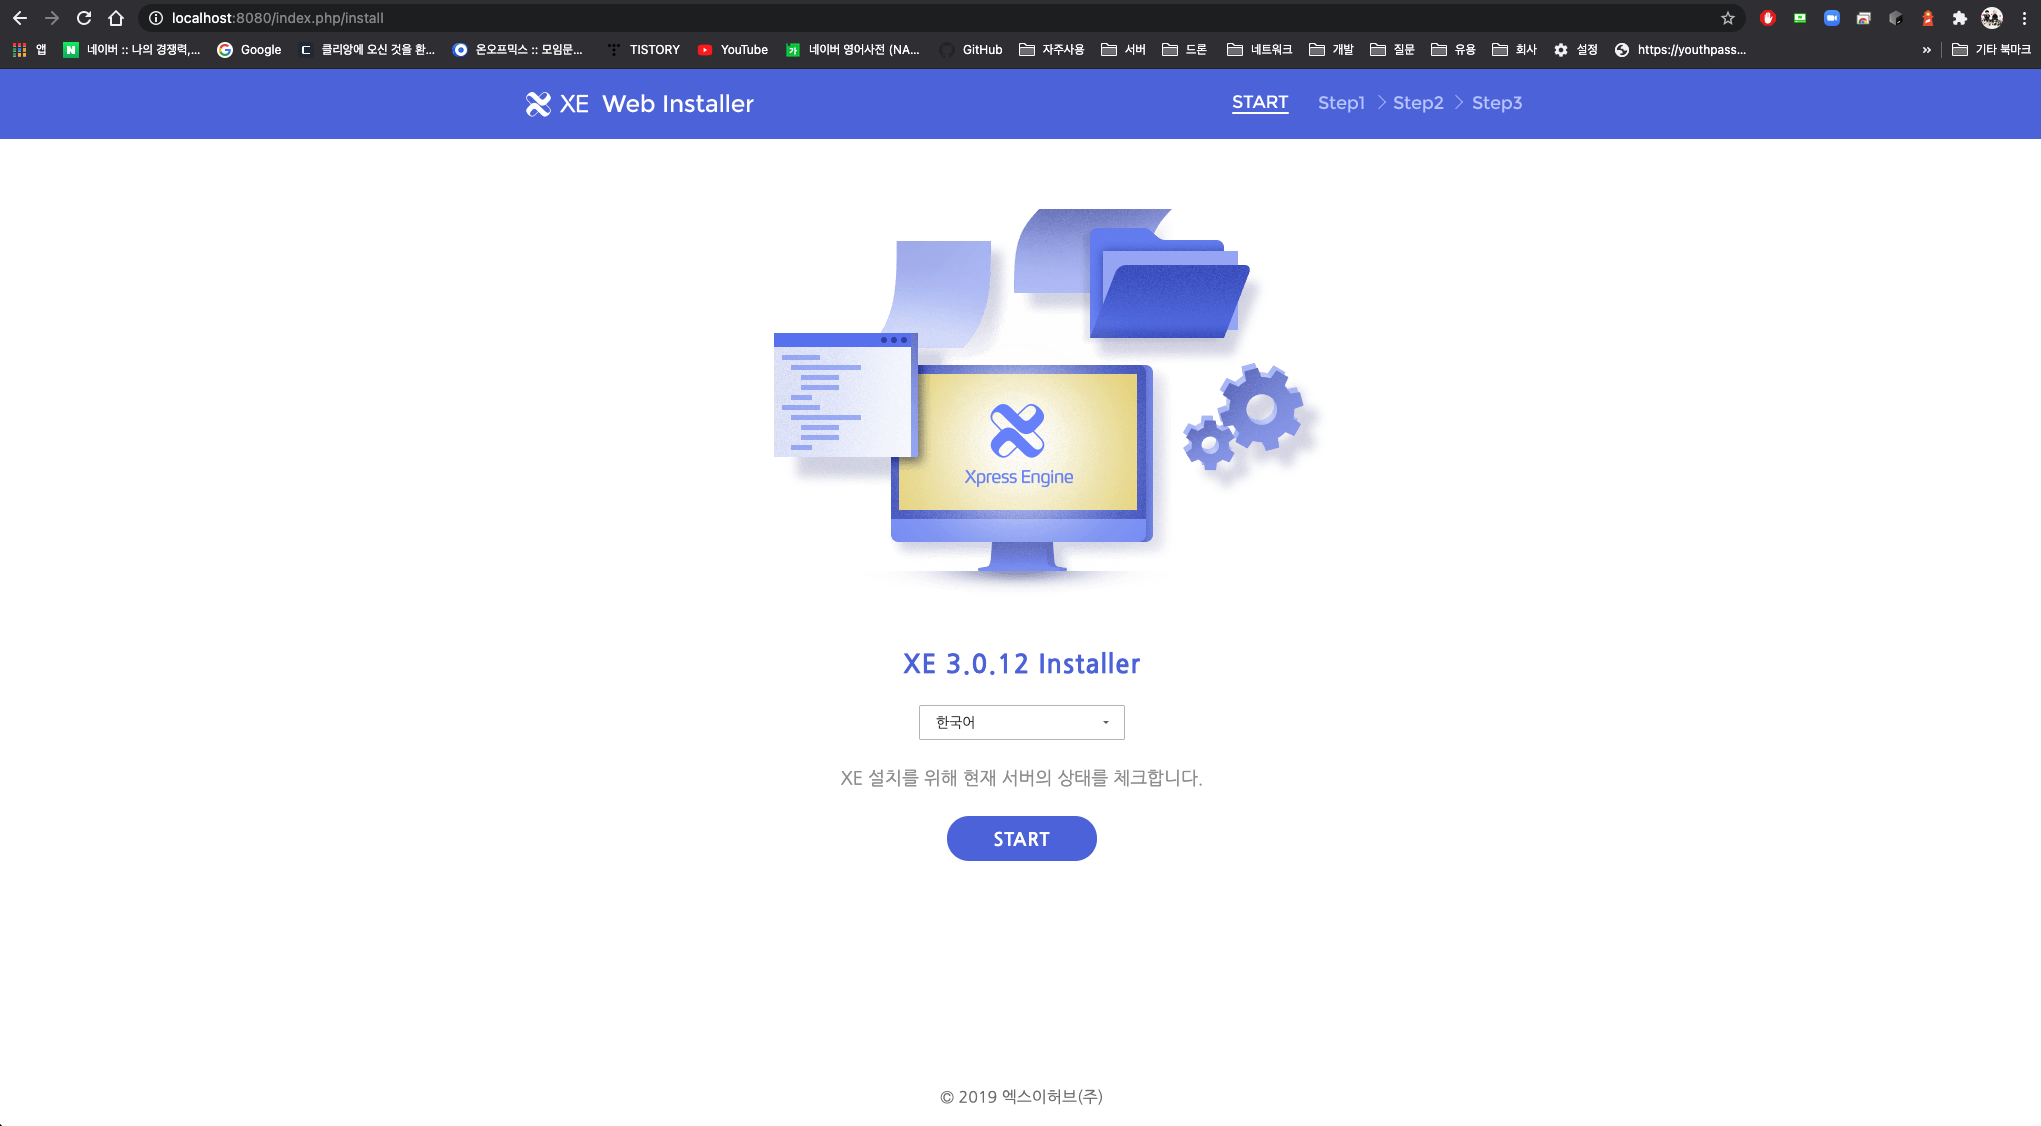 localhost:8080/index.php/install
앱 네이버 :: 나의 경쟁력,... Google 클리앙에 오신 것을 환... 온오프믹스 :: 모임문... TISTORY YouTube 네이버 영어사전 (NA... GitHub 자주사용 서버 드론 네트워크 개발 질문 유용 회사 설정 https://youthpass... » 기타 북마크
XE Web Installer
START Step1 Step2 Step3
Xpress Engine
XE 3.0.12 Installer
한국어
XE 설치를 위해 현재 서버의 상태를 체크합니다.
START
© 2019 엑스이허브(주)